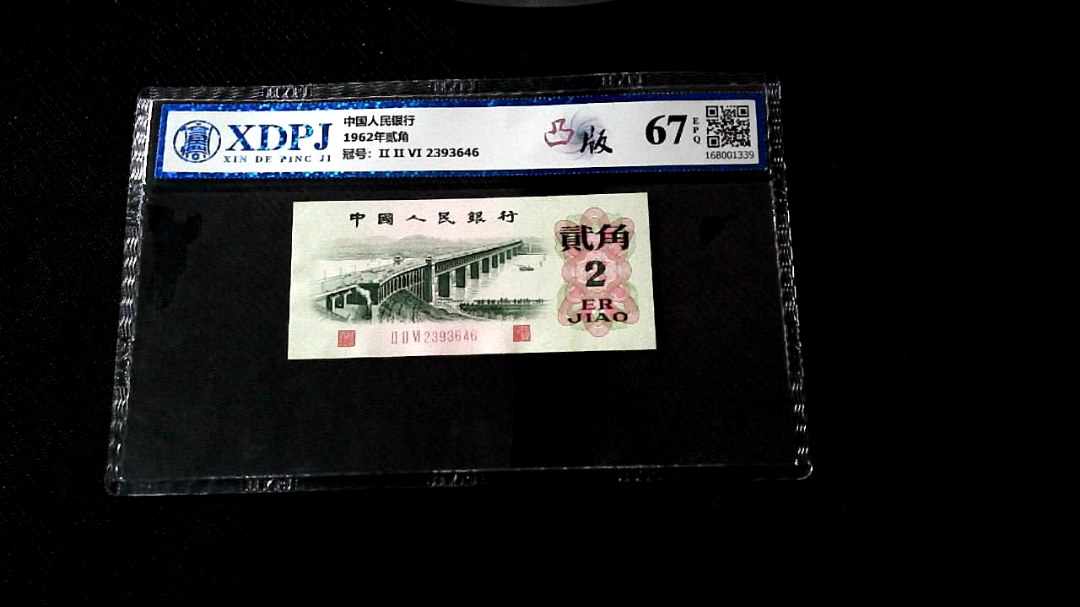 XDPJ
XIN DE PING JI
中国人民银行
1962年贰角
冠号：II II VI 2393646
凸版
67
EPQ
168001339
中國人民銀行
貳角
2
ER
JIAO
II II VI 2393646